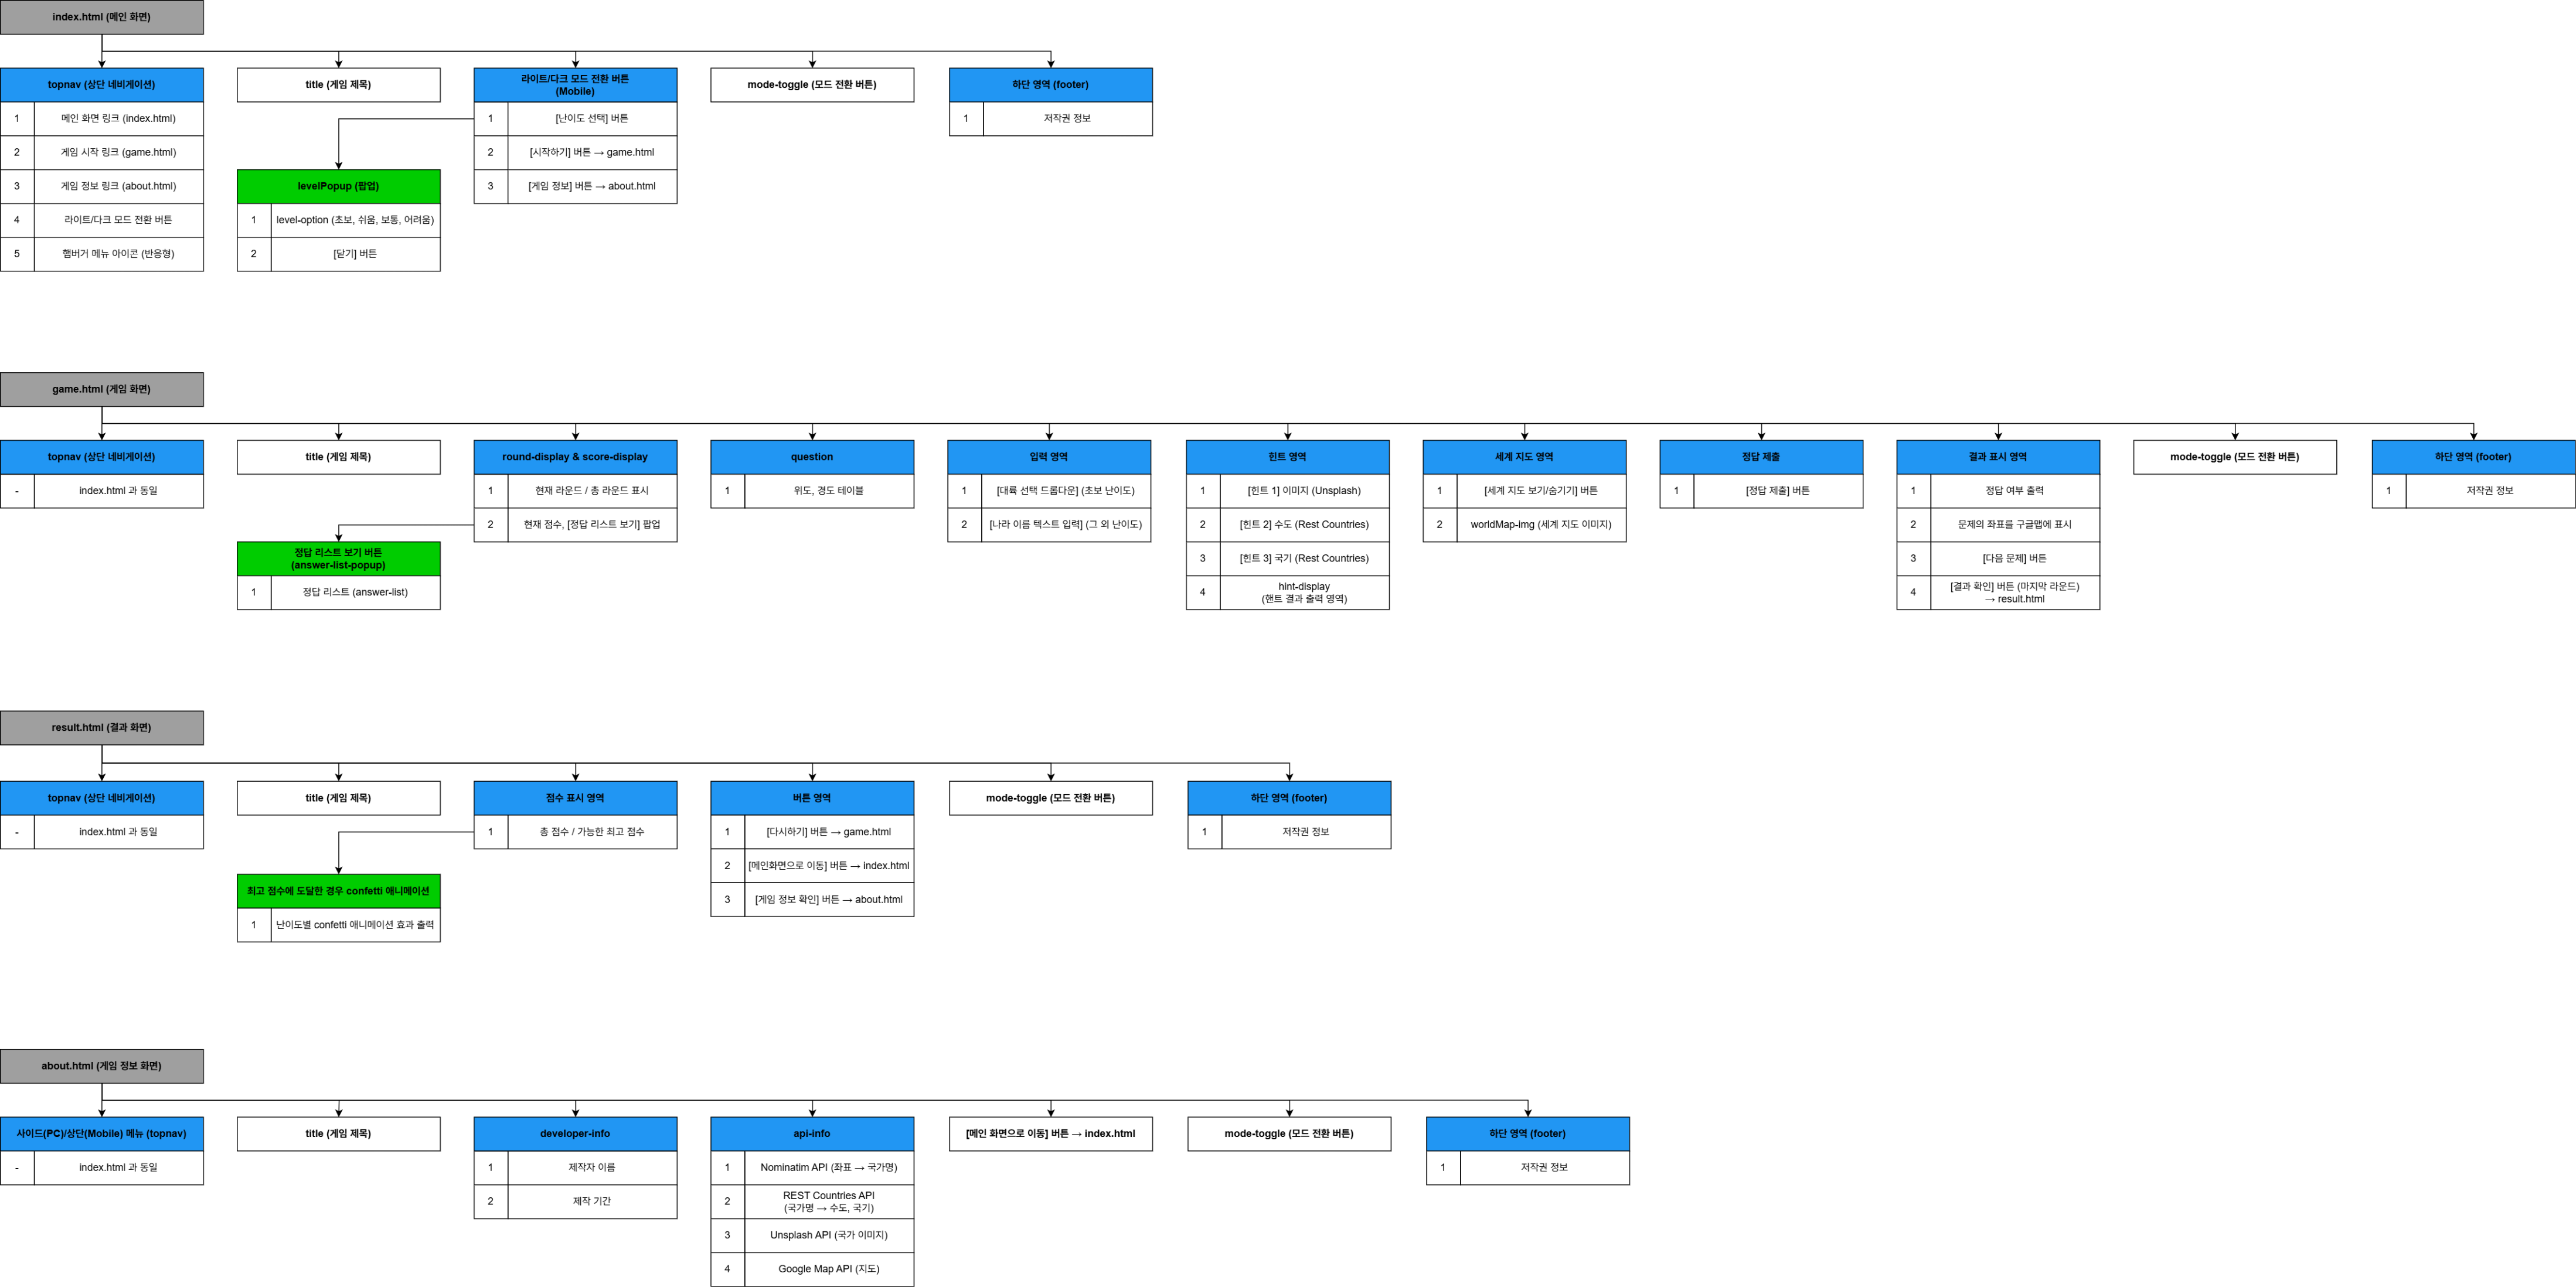 index.html (메인 화면)
topnav (상단 네비게이션)
1 메인 화면 링크 (index.html)
2 게임 시작 링크 (game.html)
3 게임 정보 링크 (about.html)
4 라이트/다크 모드 전환 버튼
5 햄버거 메뉴 아이콘 (반응형)
title (게임 제목)
levelPopup (팝업)
1 level-option (초보, 쉬움, 보통, 어려움)
2 [닫기] 버튼
라이트/다크 모드 전환 버튼
(Mobile)
1 [난이도 선택] 버튼
2 [시작하기] 버튼 → game.html
3 [게임 정보] 버튼 → about.html
mode-toggle (모드 전환 버튼)
하단 영역 (footer)
1 저작권 정보
game.html (게임 화면)
topnav (상단 네비게이션)
- index.html 과 동일
title (게임 제목)
정답 리스트 보기 버튼
(answer-list-popup)
1 정답 리스트 (answer-list)
round-display & score-display
1 현재 라운드 / 총 라운드 표시
2 현재 점수, [정답 리스트 보기] 팝업
question
1 위도, 경도 테이블
입력 영역
1 [대륙 선택 드롭다운] (초보 난이도)
2 [나라 이름 텍스트 입력] (그 외 난이도)
힌트 영역
1 [힌트 1] 이미지 (Unsplash)
2 [힌트 2] 수도 (Rest Countries)
3 [힌트 3] 국기 (Rest Countries)
4 hint-display
(핸트 결과 출력 영역)
세계 지도 영역
1 [세계 지도 보기/숨기기] 버튼
2 worldMap-img (세계 지도 이미지)
정답 제출
1 [정답 제출] 버튼
결과 표시 영역
1 정답 여부 출력
2 문제의 좌표를 구글맵에 표시
3 [다음 문제] 버튼
4 [결과 확인] 버튼 (마지막 라운드)
→ result.html
mode-toggle (모드 전환 버튼)
하단 영역 (footer)
1 저작권 정보
result.html (결과 화면)
topnav (상단 네비게이션)
- index.html 과 동일
title (게임 제목)
최고 점수에 도달한 경우 confetti 애니메이션
1 난이도별 confetti 애니메이션 효과 출력
점수 표시 영역
1 총 점수 / 가능한 최고 점수
버튼 영역
1 [다시하기] 버튼 → game.html
2 [메인화면으로 이동] 버튼 → index.html
3 [게임 정보 확인] 버튼 → about.html
mode-toggle (모드 전환 버튼)
하단 영역 (footer)
1 저작권 정보
about.html (게임 정보 화면)
사이드(PC)/상단(Mobile) 메뉴 (topnav)
- index.html 과 동일
title (게임 제목)
developer-info
1 제작자 이름
2 제작 기간
api-info
1 Nominatim API (좌표 → 국가명)
2 REST Countries API
(국가명 → 수도, 국기)
3 Unsplash API (국가 이미지)
4 Google Map API (지도)
[메인 화면으로 이동] 버튼 → index.html
mode-toggle (모드 전환 버튼)
하단 영역 (footer)
1 저작권 정보